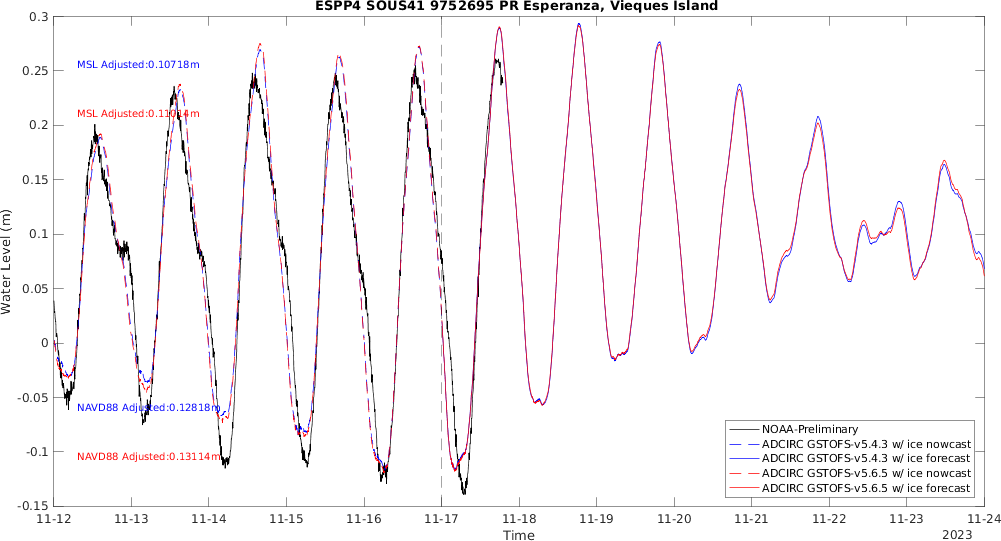 ESPP4 SOUS41 9752695 PR Esperanza, Vieques Island
0.3
0.25
0.2
0.15
0.1
0.05
0
-0.05
-0.1
-0.15
Water Level (m)
MSL Adjusted:0.10718m
MSL Adjusted:0.11014m
NAVD88 Adjusted:0.12818m
NAVD88 Adjusted:0.13114m
NOAA-Preliminary
ADCIRC GSTOFS-v5.4.3 w/ ice nowcast
ADCIRC GSTOFS-v5.4.3 w/ ice forecast
ADCIRC GSTOFS-v5.6.5 w/ ice nowcast
ADCIRC GSTOFS-v5.6.5 w/ ice forecast
11-12 11-13 11-14 11-15 11-16 11-17 11-18 11-19 11-20 11-21 11-22 11-23 11-24
Time
2023